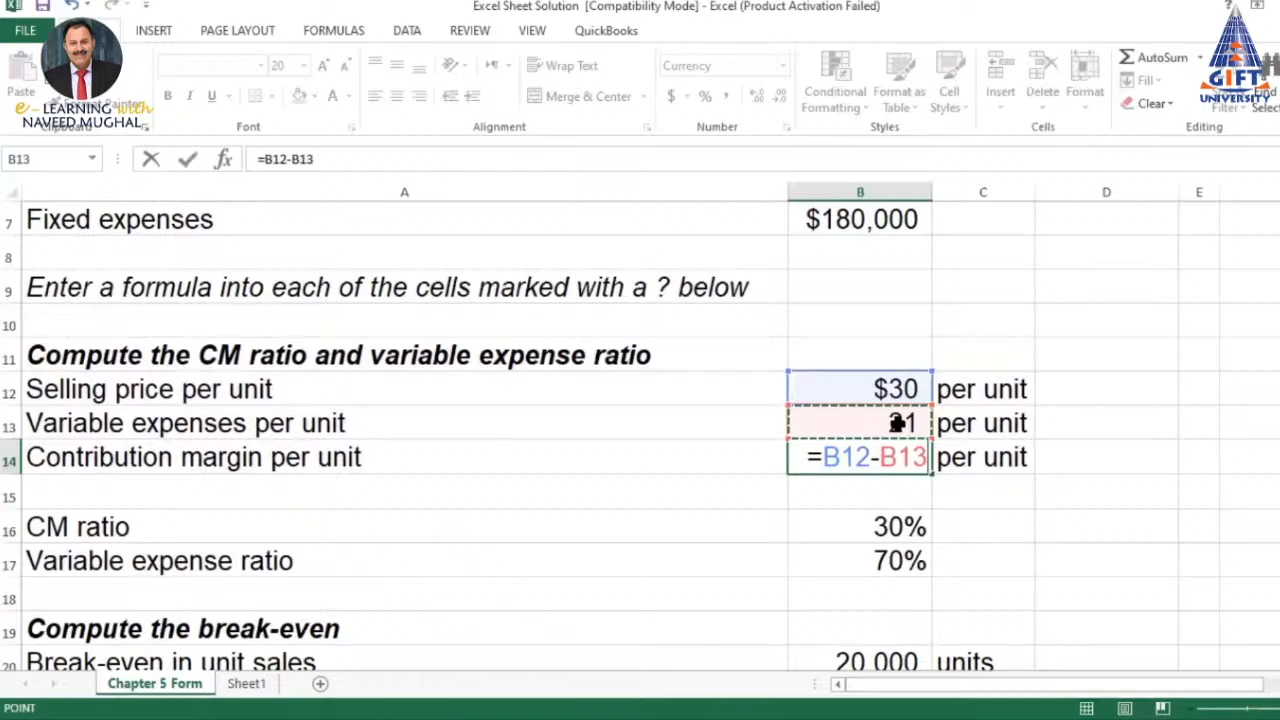 Excel Sheet Solution [Compatibility Mode] - Excel (Product Activation Failed)
FILE INSERT PAGE LAYOUT FORMULAS DATA REVIEW VIEW QuickBooks
20 Wrap Text Currency AutoSum
Paste Merge & Center Conditional Formatting Format as Table Cell Styles Insert Delete Format Fill Clear
e-LEARNING with
NAVEED MUGHAL
GIFT
UNIVERSITY
Clipboard Font Alignment Number Styles Cells Editing
B13 fx =B12-B13
A B C D E
7 Fixed expenses $180,000
8
9 Enter a formula into each of the cells marked with a ? below
10
11 Compute the CM ratio and variable expense ratio
12 Selling price per unit $30 per unit
13 Variable expenses per unit per unit
14 Contribution margin per unit =B12-B13 per unit
15
16 CM ratio 30%
17 Variable expense ratio 70%
18
19 Compute the break-even
20 Break-even in unit sales 20,000 units
Chapter 5 Form Sheet1
POINT